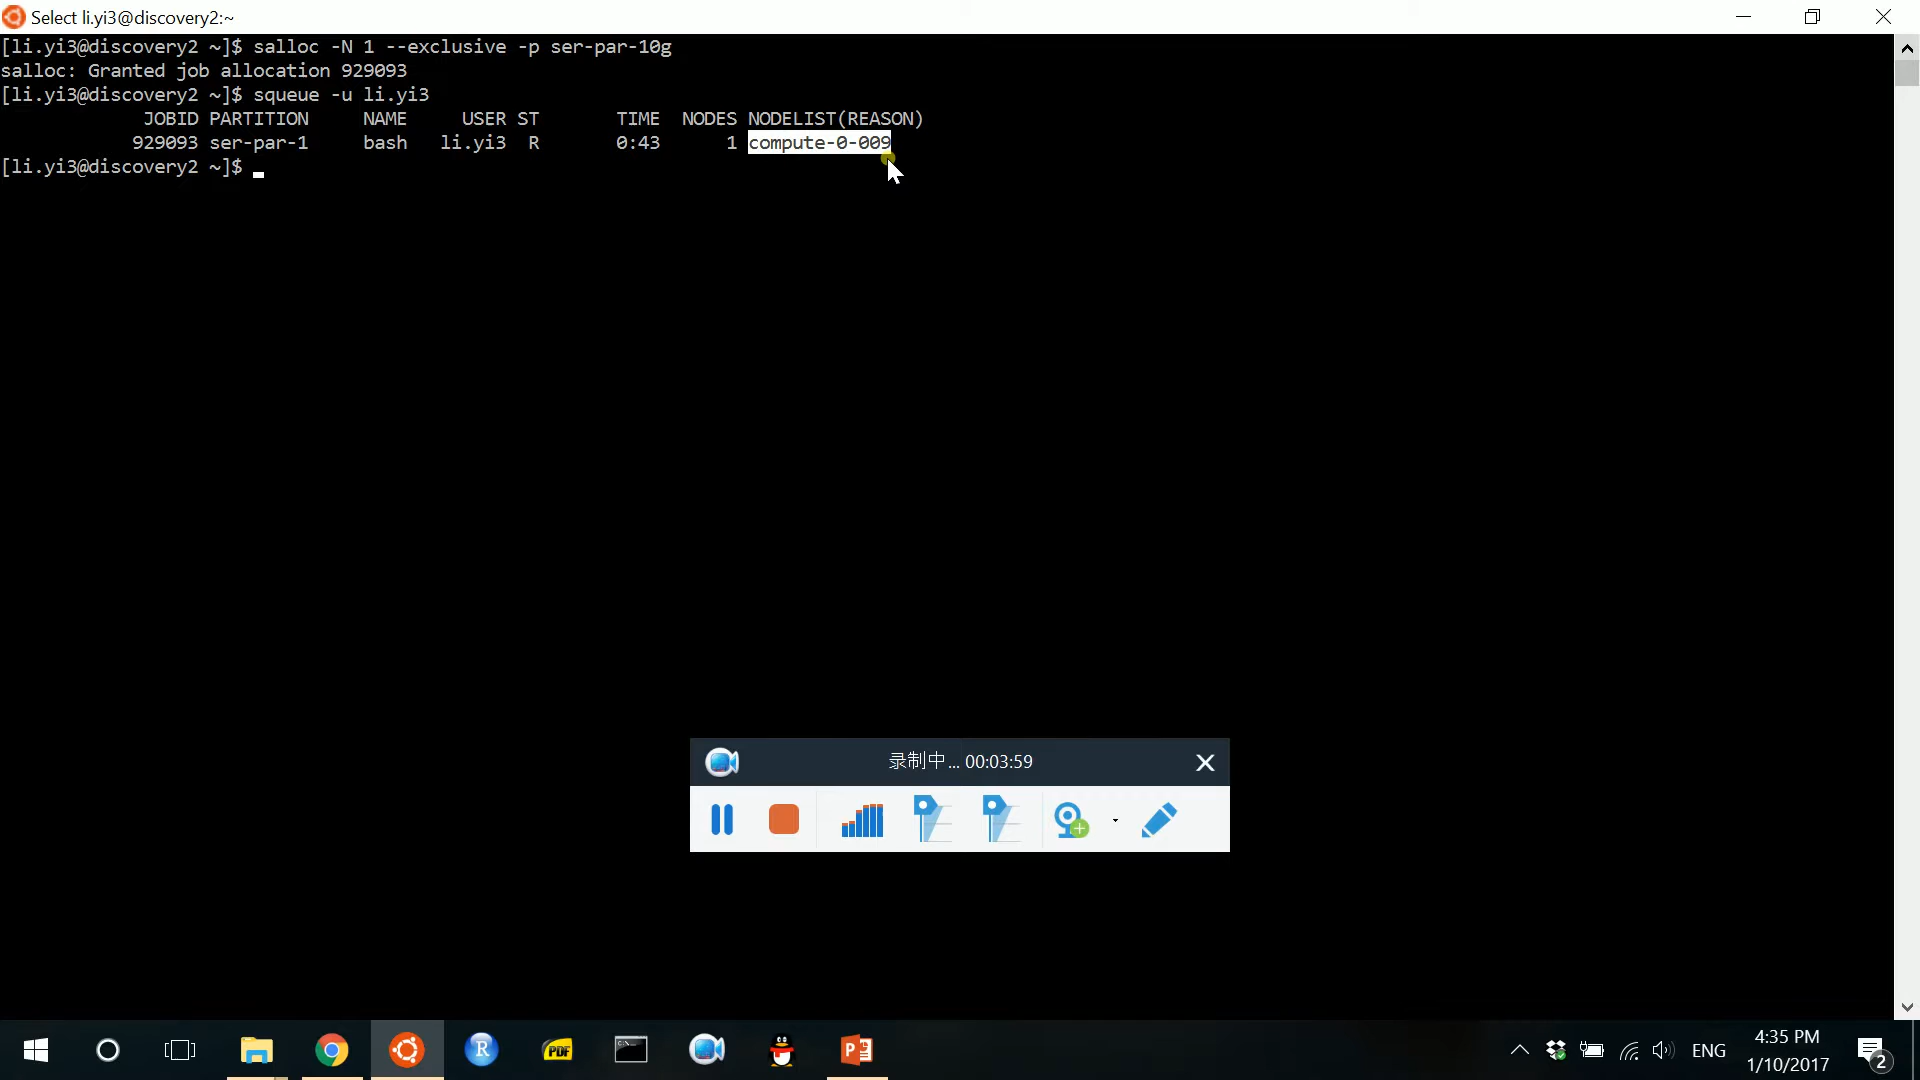 Select li.yi3@discovery2:~
[li.yi3@discovery2 ~]$ salloc -N 1 --exclusive -p ser-par-10g
salloc: Granted job allocation 929093
[li.yi3@discovery2 ~]$ squeue -u li.yi3
JOBID PARTITION NAME USER ST TIME NODES NODELIST(REASON)
929093 ser-par-1 bash li.yi3 R 0:43 1 compute-0-009
[li.yi3@discovery2 ~]$
录制中... 00:03:59
R
PDF
C:\_
P
ENG
4:35 PM
1/10/2017
2